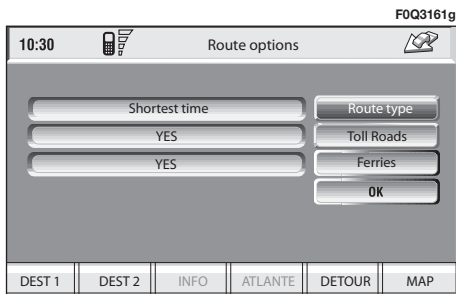 F0Q3161g
10:30 Route options
Shortest time Route type
YES Toll Roads
YES Ferries
OK
DEST 1 DEST 2 INFO ATLANTE DETOUR MAP